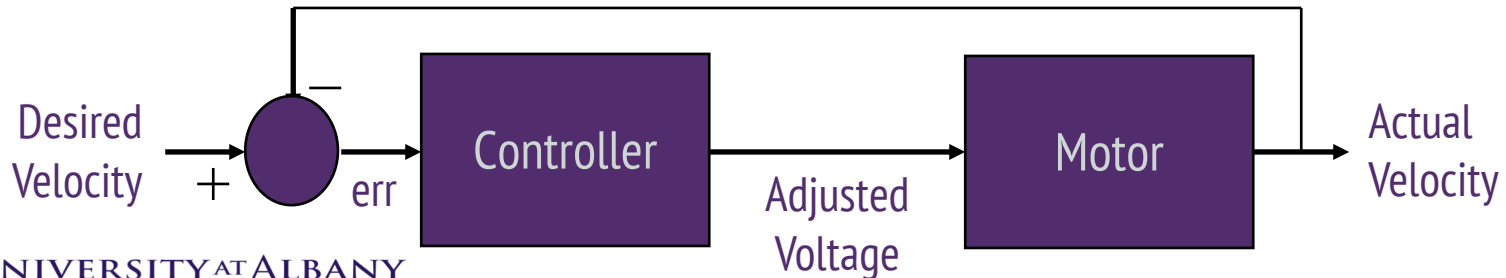 Desired
Velocity
+
−
err
Controller
Adjusted
Voltage
Motor
Actual
Velocity
NIVERSITY AT ALBANY